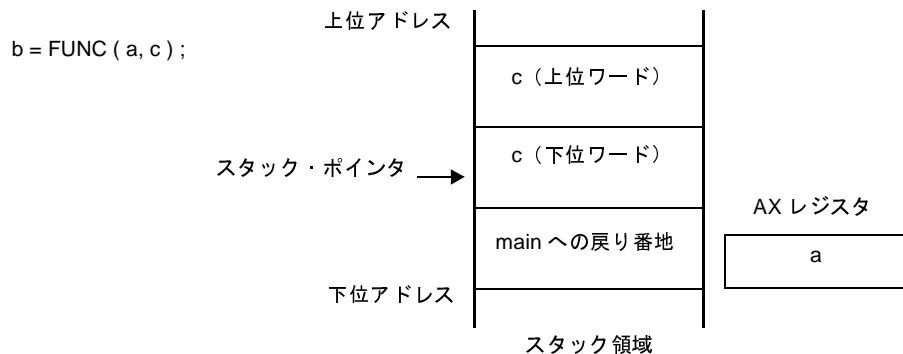 上位アドレス
b = FUNC ( a, c ) ;
c（上位ワード）
c（下位ワード）
スタック・ポインタ
AX レジスタ
main への戻り番地
a
下位アドレス
スタック領域